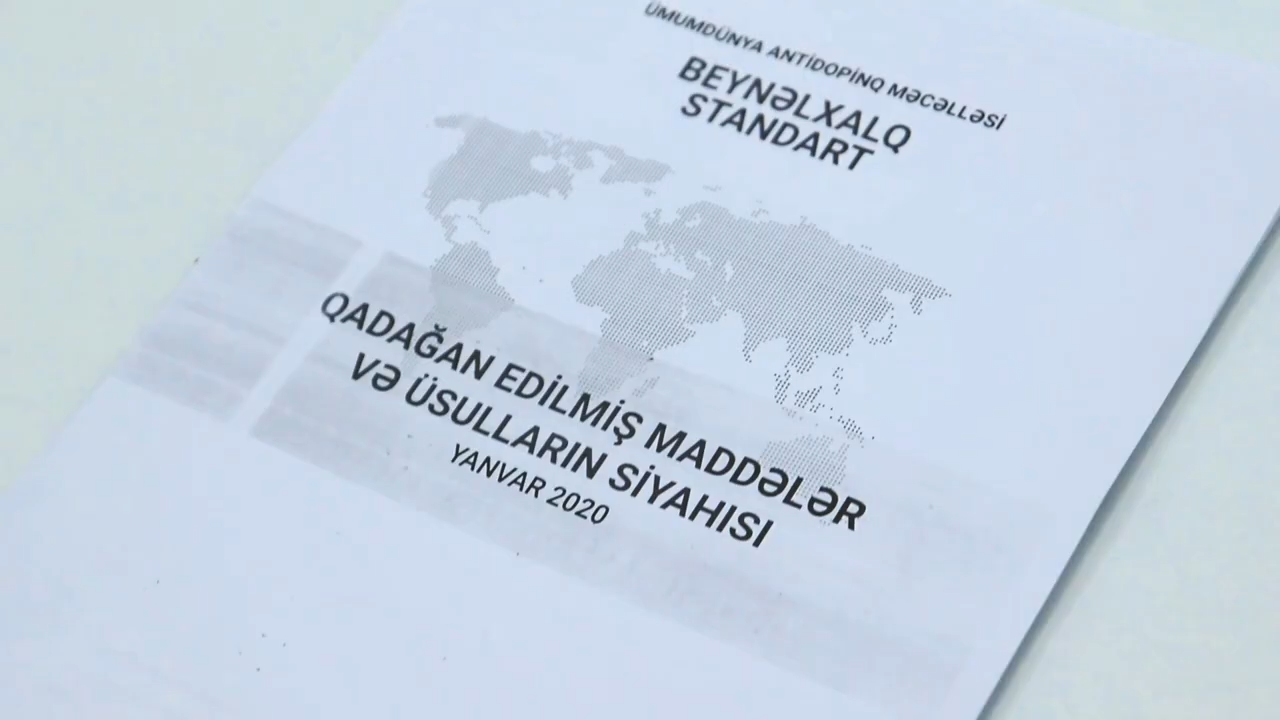 ÜMUMDÜNYA ANTİDOPİNQ MƏCƏLLƏSİ
BEYNƏLXALQ
STANDART
QADAĞAN EDİLMİŞ MADDƏLƏR
VƏ ÜSULLARIN SİYAHISI
YANVAR 2020